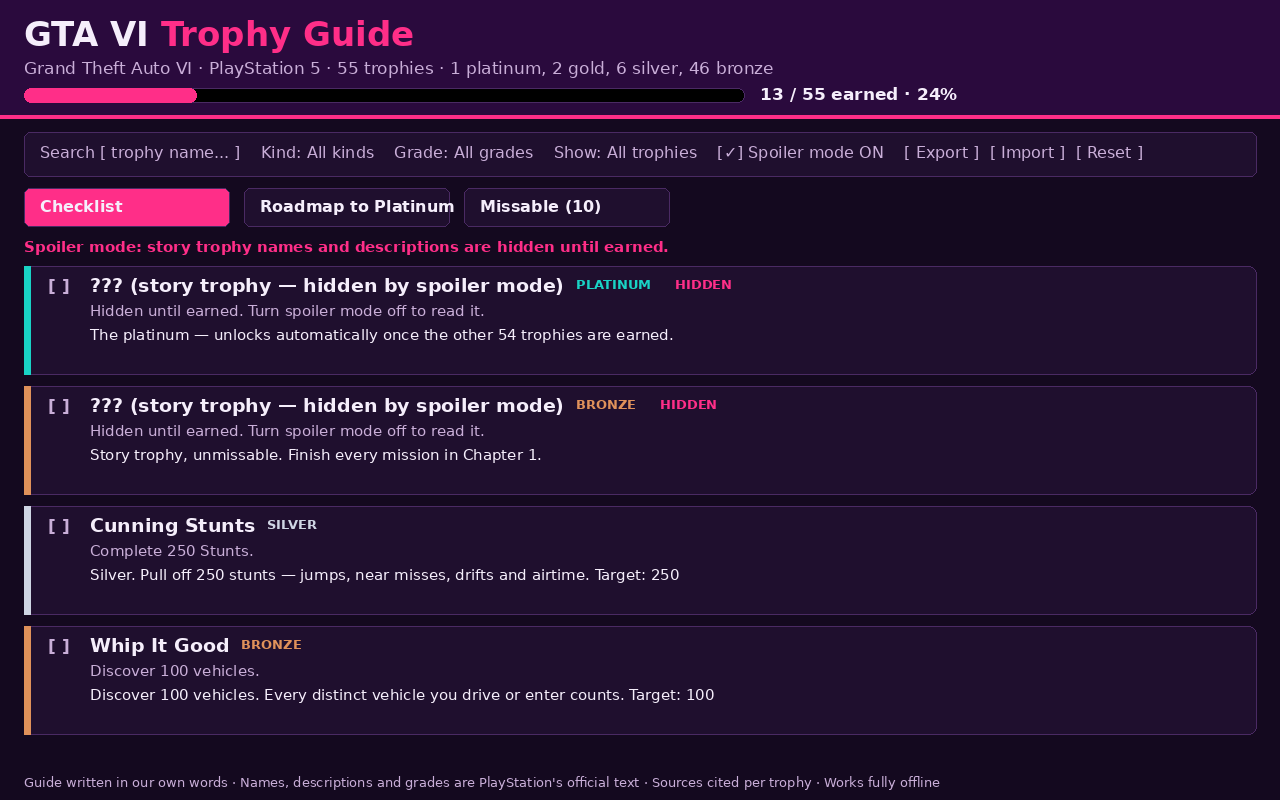 GTA VI Trophy Guide
Grand Theft Auto VI · PlayStation 5 · 55 trophies · 1 platinum, 2 gold, 6 silver, 46 bronze
13 / 55 earned · 24%
Search [ trophy name... ] Kind: All kinds Grade: All grades Show: All trophies [✓] Spoiler mode ON [ Export ] [ Import ] [ Reset ]
Checklist Roadmap to Platinum Missable (10)
Spoiler mode: story trophy names and descriptions are hidden until earned.
[ ] ??? (story trophy — hidden by spoiler mode) PLATINUM HIDDEN
Hidden until earned. Turn spoiler mode off to read it.
The platinum — unlocks automatically once the other 54 trophies are earned.
[ ] ??? (story trophy — hidden by spoiler mode) BRONZE HIDDEN
Hidden until earned. Turn spoiler mode off to read it.
Story trophy, unmissable. Finish every mission in Chapter 1.
[ ] Cunning Stunts SILVER
Complete 250 Stunts.
Silver. Pull off 250 stunts — jumps, near misses, drifts and airtime. Target: 250
[ ] Whip It Good BRONZE
Discover 100 vehicles.
Discover 100 vehicles. Every distinct vehicle you drive or enter counts. Target: 100
Guide written in our own words · Names, descriptions and grades are PlayStation's official text · Sources cited per trophy · Works fully offline